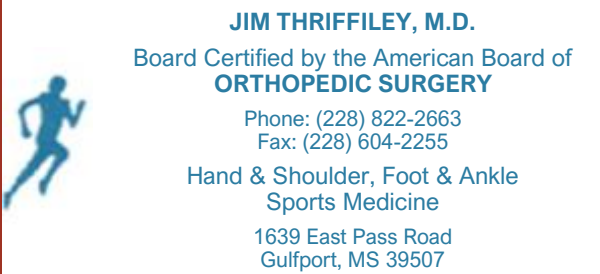 JIM THRIFFILEY, M.D.
Board Certified by the American Board of
ORTHOPEDIC SURGERY
Phone: (228) 822-2663
Fax: (228) 604-2255
Hand & Shoulder, Foot & Ankle
Sports Medicine
1639 East Pass Road
Gulfport, MS 39507